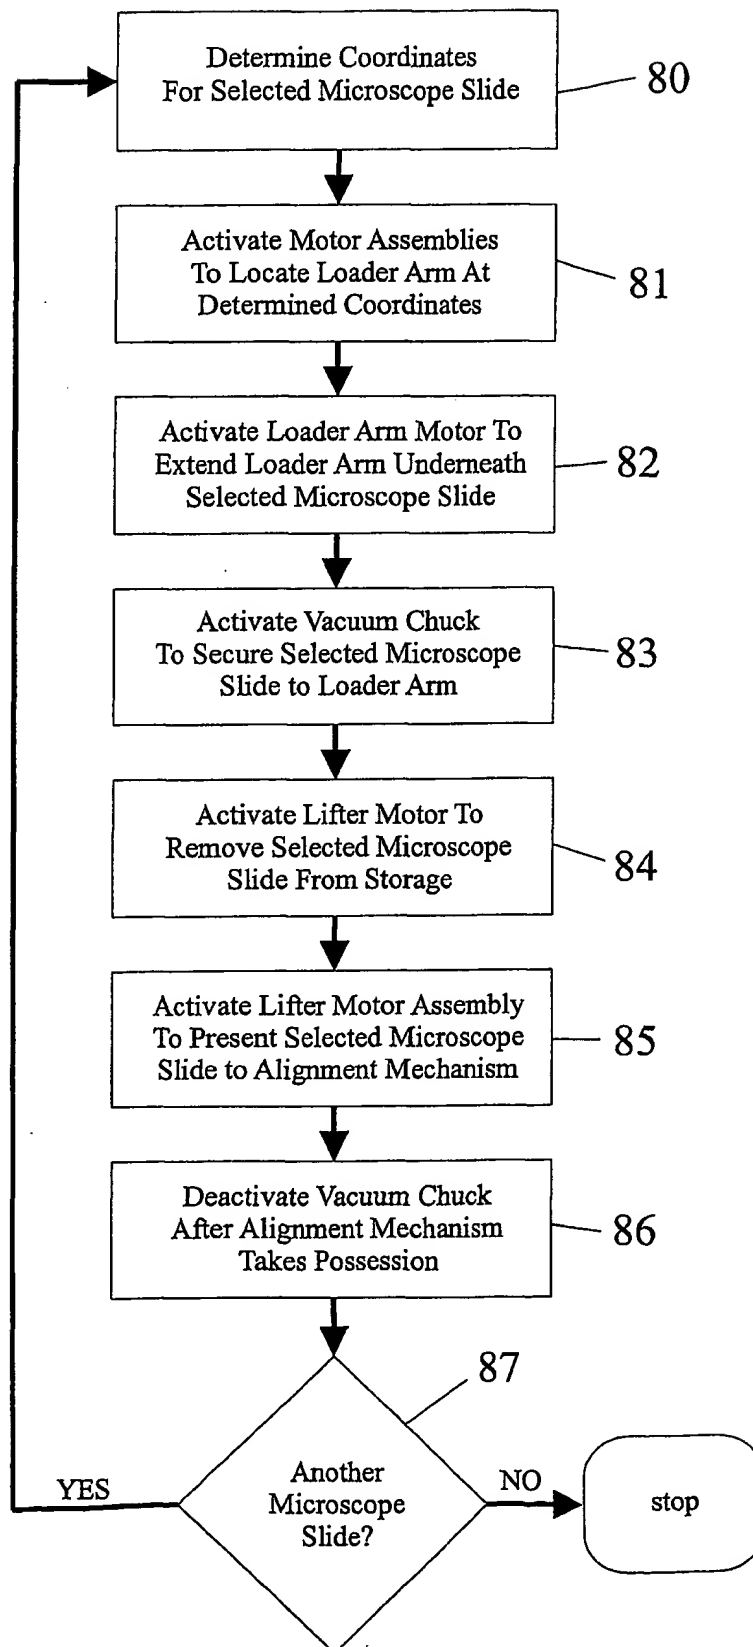 Determine Coordinates
For Selected Microscope Slide
80
Activate Motor Assemblies
To Locate Loader Arm At
Determined Coordinates
81
Activate Loader Arm Motor To
Extend Loader Arm Underneath
Selected Microscope Slide
82
Activate Vacuum Chuck
To Secure Selected Microscope
Slide to Loader Arm
83
Activate Lifter Motor To
Remove Selected Microscope
Slide From Storage
84
Activate Lifter Motor Assembly
To Present Selected Microscope
Slide to Alignment Mechanism
85
Deactivate Vacuum Chuck
After Alignment Mechanism
Takes Possession
86
87
Another
Microscope
Slide?
YES
NO
stop